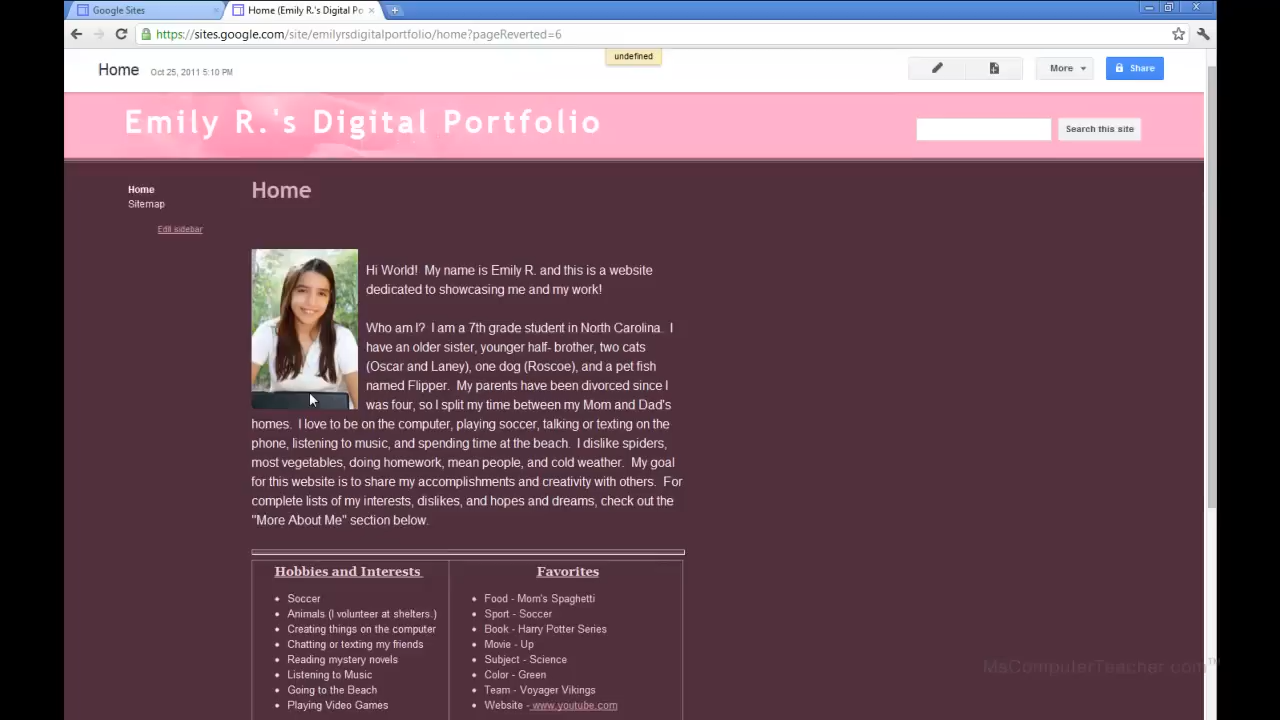 Google Sites
Home (Emily R.'s Digital Po
https://sites.google.com/site/emilyrsdigitalportfolio/home?pageReverted=6
undefined
Home Oct 25, 2011 5:10 PM
More
Share
Emily R.'s Digital Portfolio
Search this site
Home
Sitemap
Edit sidebar
Home
Hi World! My name is Emily R. and this is a website
dedicated to showcasing me and my work!
Who am I? I am a 7th grade student in North Carolina. I
have an older sister, younger half- brother, two cats
(Oscar and Laney), one dog (Roscoe), and a pet fish
named Flipper. My parents have been divorced since I
was four, so I split my time between my Mom and Dad's
homes. I love to be on the computer, playing soccer, talking or texting on the
phone, listening to music, and spending time at the beach. I dislike spiders,
most vegetables, doing homework, mean people, and cold weather. My goal
for this website is to share my accomplishments and creativity with others. For
complete lists of my interests, dislikes, and hopes and dreams, check out the
"More About Me" section below.
Hobbies and Interests
Soccer
Animals (I volunteer at shelters.)
Creating things on the computer
Chatting or texting my friends
Reading mystery novels
Listening to Music
Going to the Beach
Playing Video Games
Favorites
Food - Mom's Spaghetti
Sport - Soccer
Book - Harry Potter Series
Movie - Up
Subject - Science
Color - Green
Team - Voyager Vikings
Website - www.youtube.com
MsComputerTeacher.com™